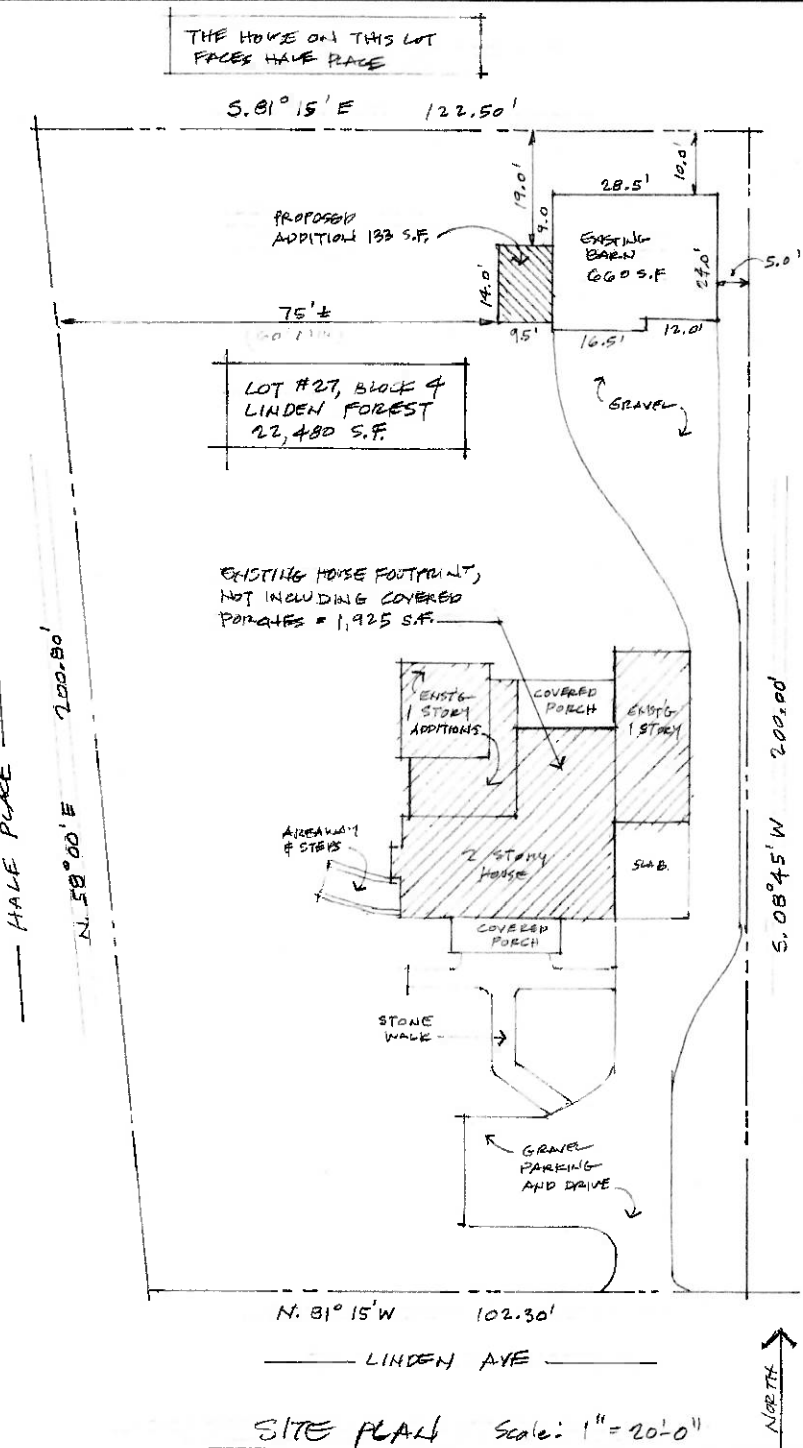 THE HOUSE ON THIS LOT
FACES HALE PLACE
S. 81° 15' E 122.50'
19.0'
9.0
28.5'
10.0'
PROPOSED
ADDITION 133 S.F.
EXISTING
BARN
660 S.F
24.0'
5.0'
14.0'
75' ±
9.5'
16.5'
12.0'
LOT #27, BLOCK 4
LINDEN FOREST
22,480 S.F.
GRAVEL
EXISTING HOUSE FOOTPRINT,
NOT INCLUDING COVERED
PORCHES = 1,925 S.F.
HALE PLACE
N. 58° 00' E 200.80'
S. 08° 45' W 200.00'
EXIST'G
1 STORY
ADDITIONS
COVERED
PORCH
EXIST'G
1 STORY
AREAWAY
& STEPS
2 STORY
HOUSE
SLAB
COVERED
PORCH
STONE
WALK
GRAVEL
PARKING
AND DRIVE
N. 81° 15' W 102.30'
LINDEN AVE
NORTH
SITE PLAN Scale: 1" = 20'-0"